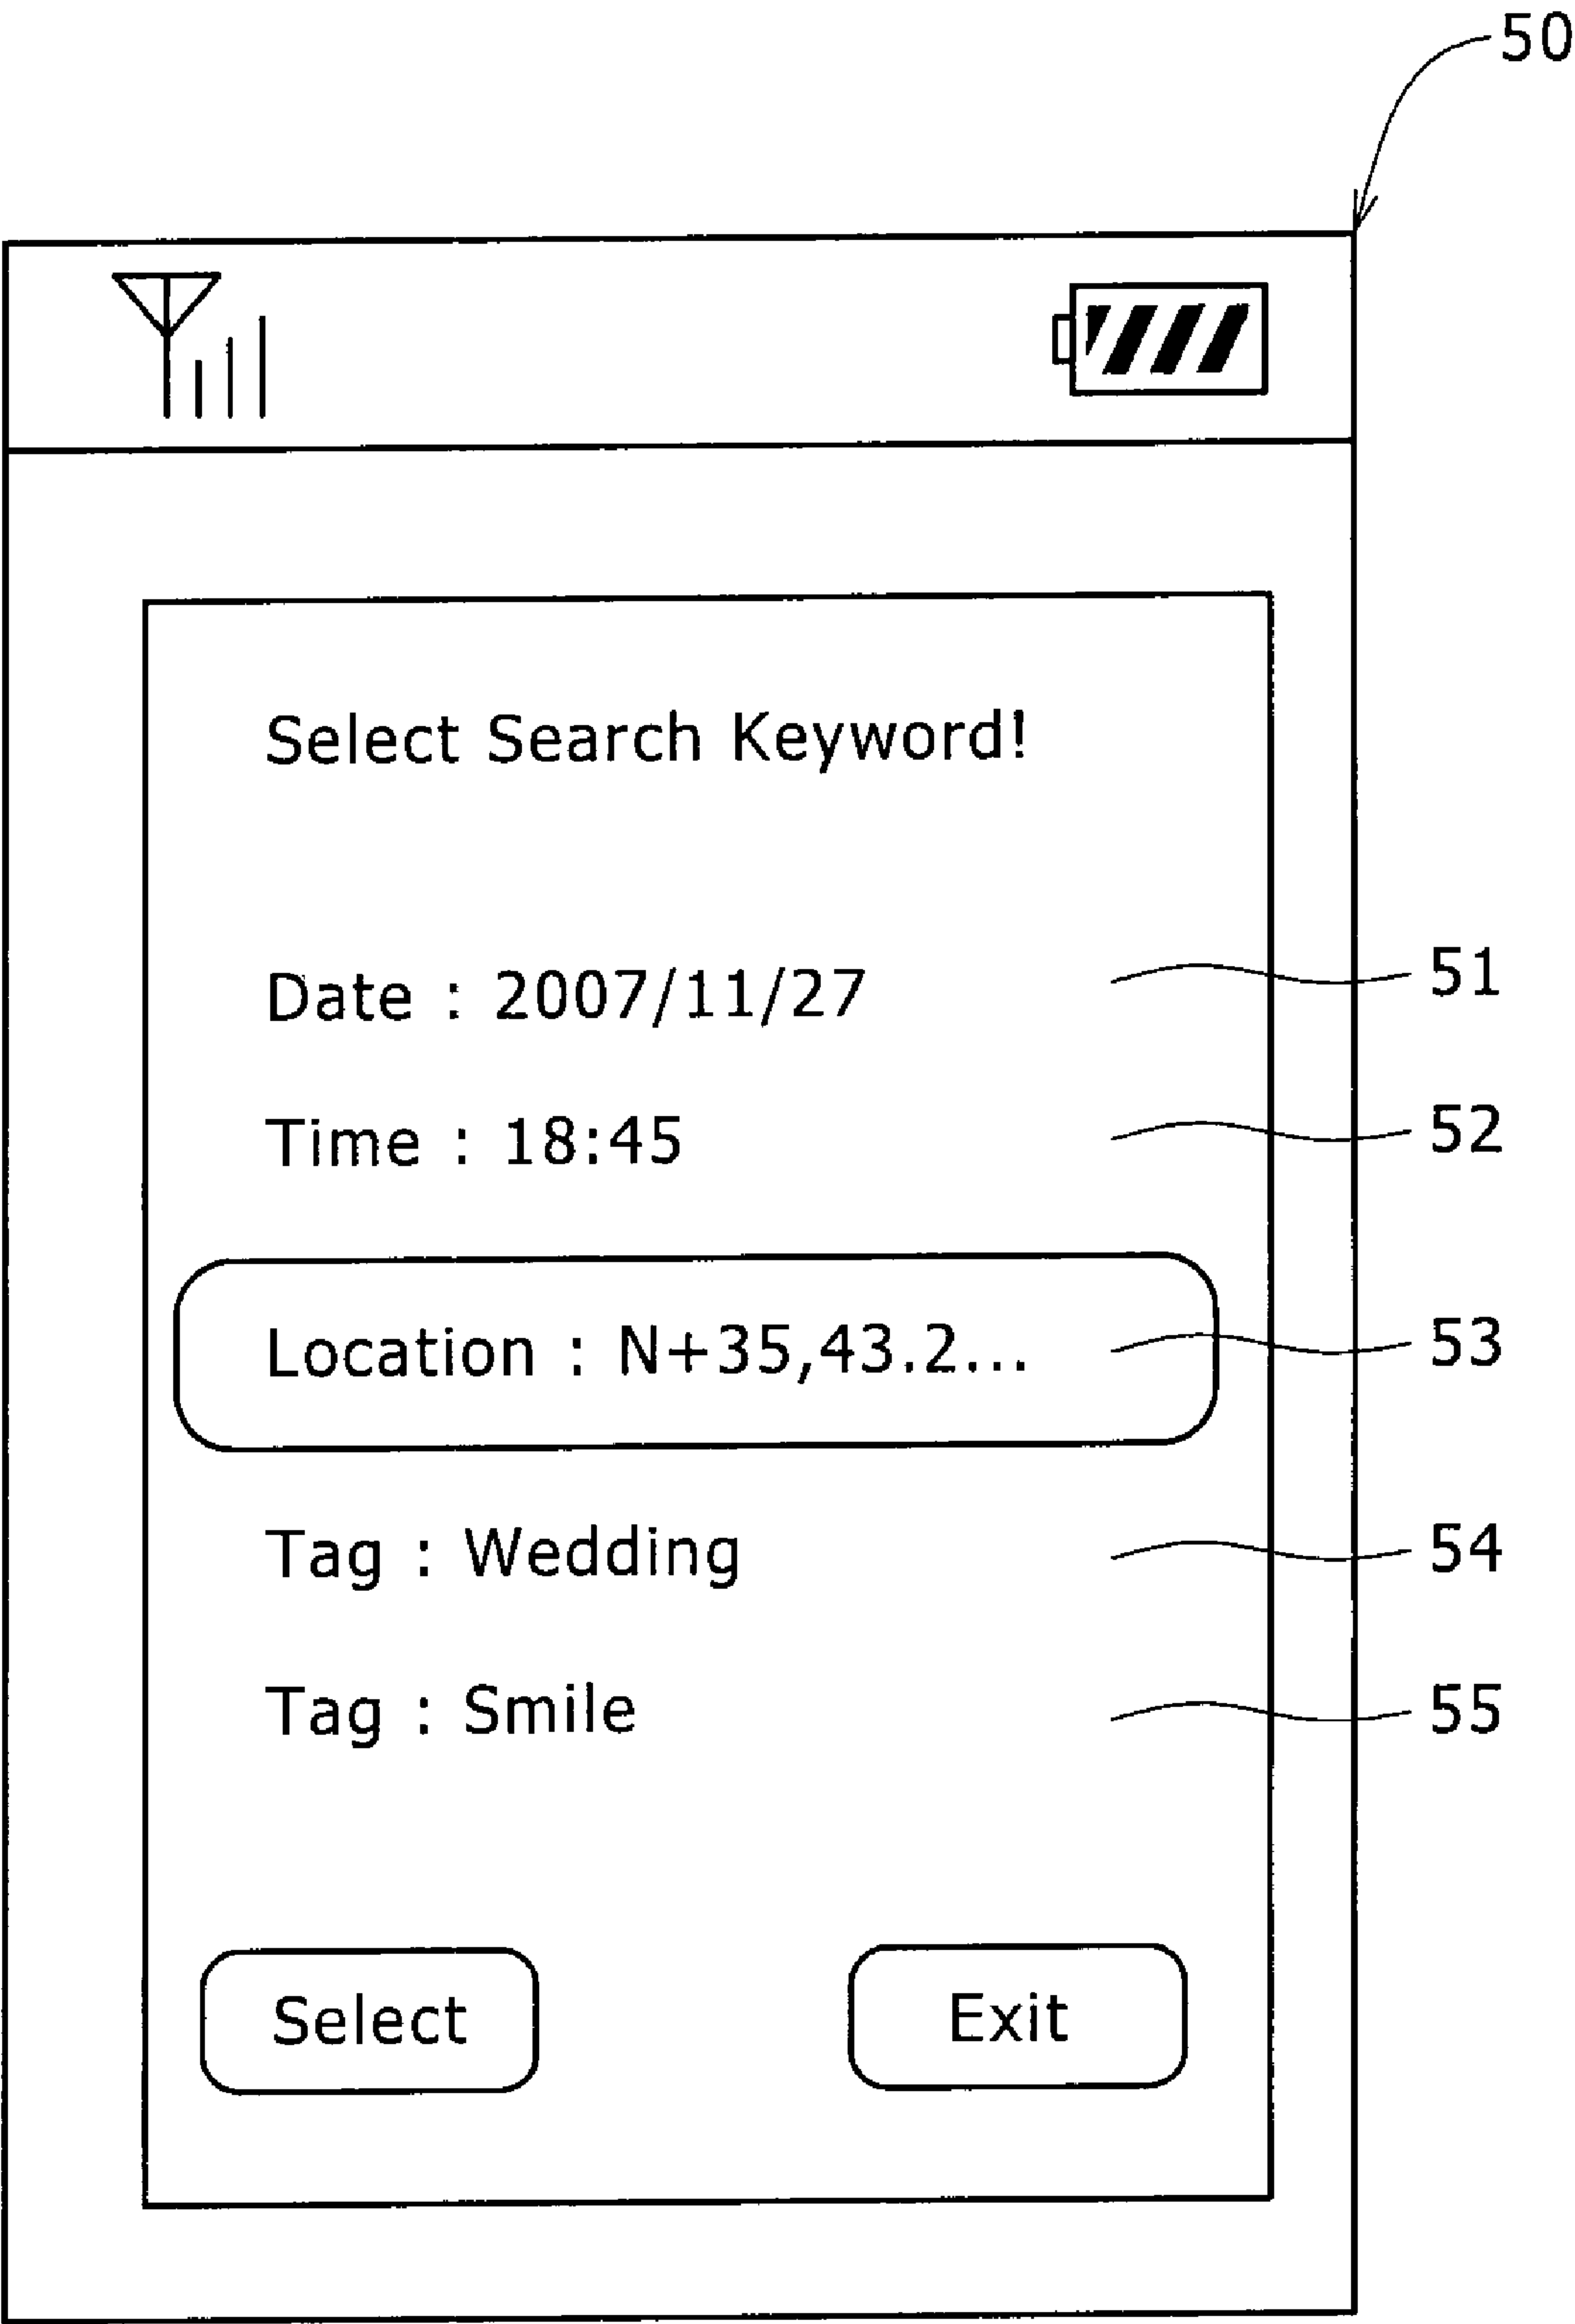 50
Select Search Keyword!
Date : 2007/11/27 51
Time : 18:45 52
Location : N+35,43.2... 53
Tag : Wedding 54
Tag : Smile 55
Select Exit